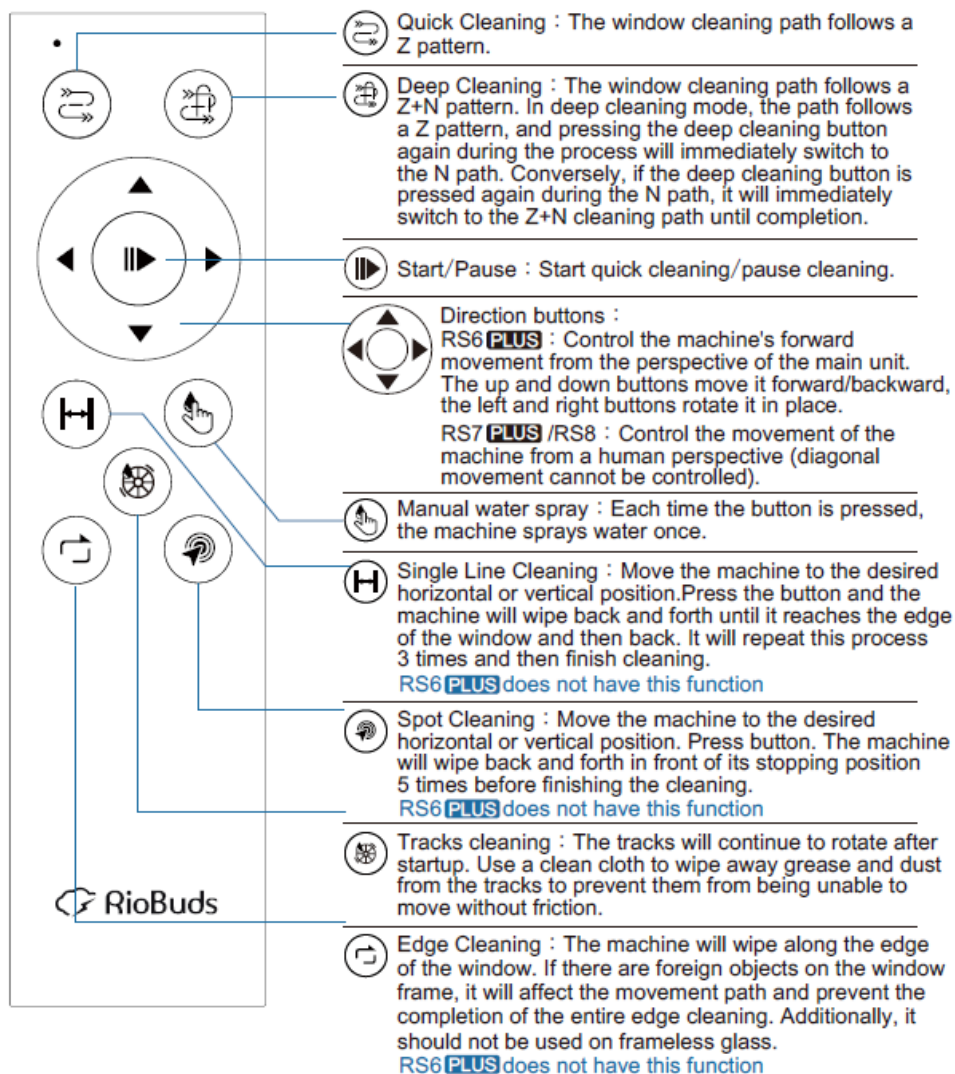 Quick Cleaning：The window cleaning path follows a
Z pattern.
Deep Cleaning：The window cleaning path follows a
Z+N pattern. In deep cleaning mode, the path follows
a Z pattern, and pressing the deep cleaning button
again during the process will immediately switch to
the N path. Conversely, if the deep cleaning button is
pressed again during the N path, it will immediately
switch to the Z+N cleaning path until completion.
Start/Pause：Start quick cleaning/pause cleaning.
Direction buttons：
RS6 PLUS：Control the machine's forward
movement from the perspective of the main unit.
The up and down buttons move it forward/backward,
the left and right buttons rotate it in place.
RS7 PLUS /RS8：Control the movement of the
machine from a human perspective (diagonal
movement cannot be controlled).
Manual water spray：Each time the button is pressed,
the machine sprays water once.
Single Line Cleaning：Move the machine to the desired
horizontal or vertical position.Press the button and the
machine will wipe back and forth until it reaches the edge
of the window and then back. It will repeat this process
3 times and then finish cleaning.
RS6 PLUS does not have this function
Spot Cleaning：Move the machine to the desired
horizontal or vertical position. Press button. The machine
will wipe back and forth in front of its stopping position
5 times before finishing the cleaning.
RS6 PLUS does not have this function
Tracks cleaning：The tracks will continue to rotate after
startup. Use a clean cloth to wipe away grease and dust
from the tracks to prevent them from being unable to
move without friction.
RioBuds
Edge Cleaning：The machine will wipe along the edge
of the window. If there are foreign objects on the window
frame, it will affect the movement path and prevent the
completion of the entire edge cleaning. Additionally, it
should not be used on frameless glass.
RS6 PLUS does not have this function